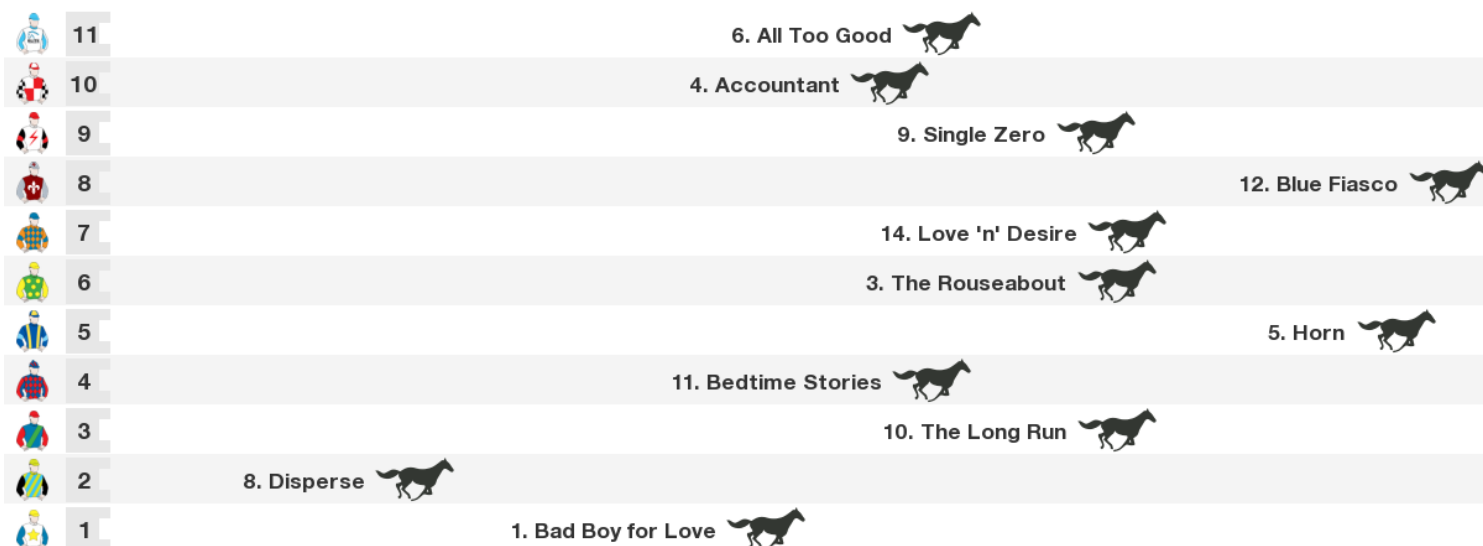 11 6. All Too Good
10 4. Accountant
9 9. Single Zero
8 12. Blue Fiasco
7 14. Love 'n' Desire
6 3. The Rouseabout
5 5. Horn
4 11. Bedtime Stories
3 10. The Long Run
2 8. Disperse
1 1. Bad Boy for Love